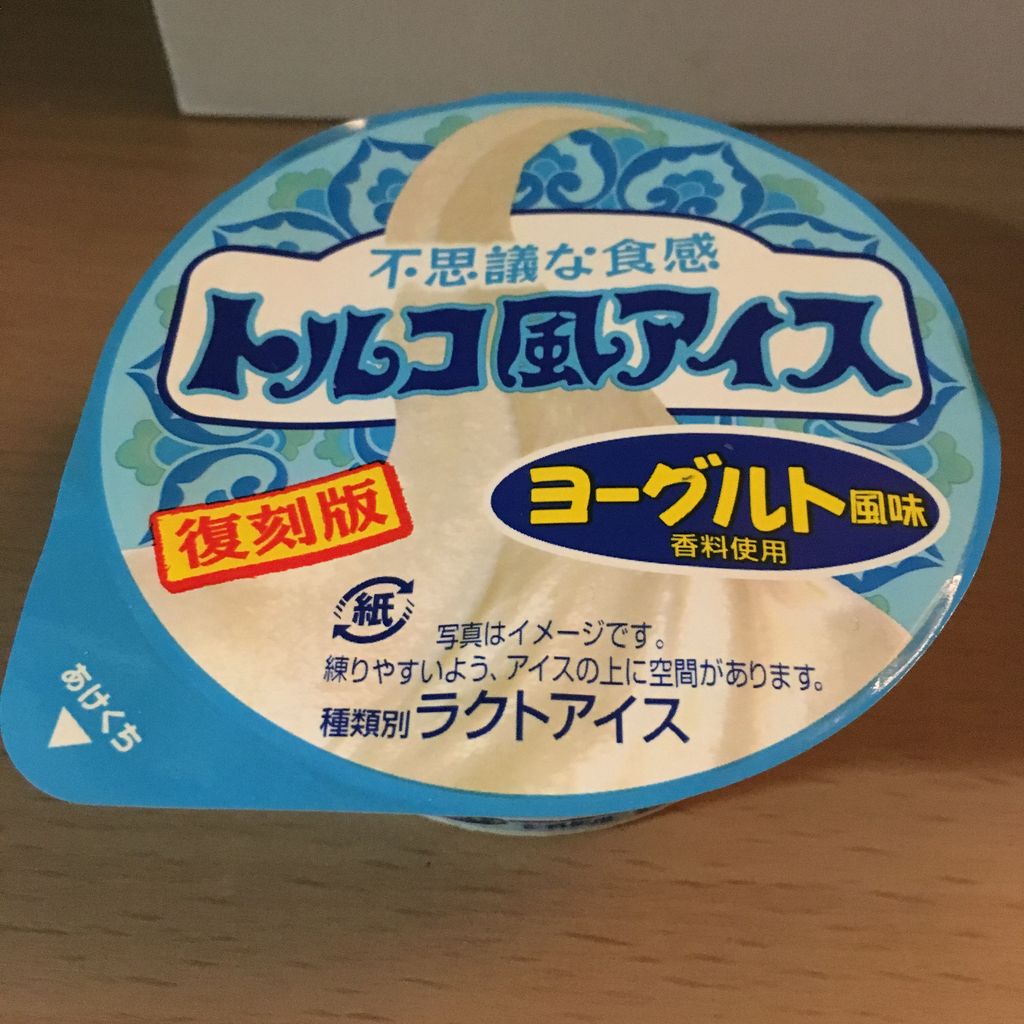 不思議な食感
トルコ風アイス
ヨーグルト風味
香料使用
復刻版
紙
写真はイメージです。
練りやすいよう、アイスの上に空間があります。
種類別 ラクトアイス
あけくち